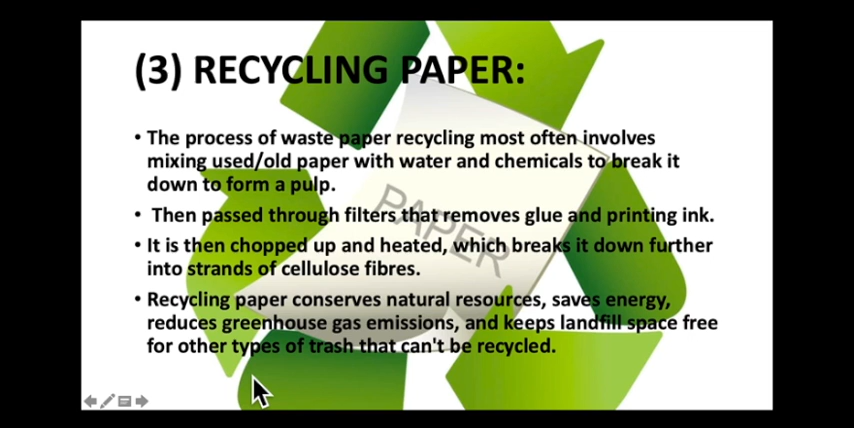 (3) RECYCLING PAPER:
• The process of waste paper recycling most often involves
mixing used/old paper with water and chemicals to break it
down to form a pulp.
• Then passed through filters that removes glue and printing ink.
• It is then chopped up and heated, which breaks it down further
into strands of cellulose fibres.
• Recycling paper conserves natural resources, saves energy,
reduces greenhouse gas emissions, and keeps landfill space free
for other types of trash that can't be recycled.
PAPER